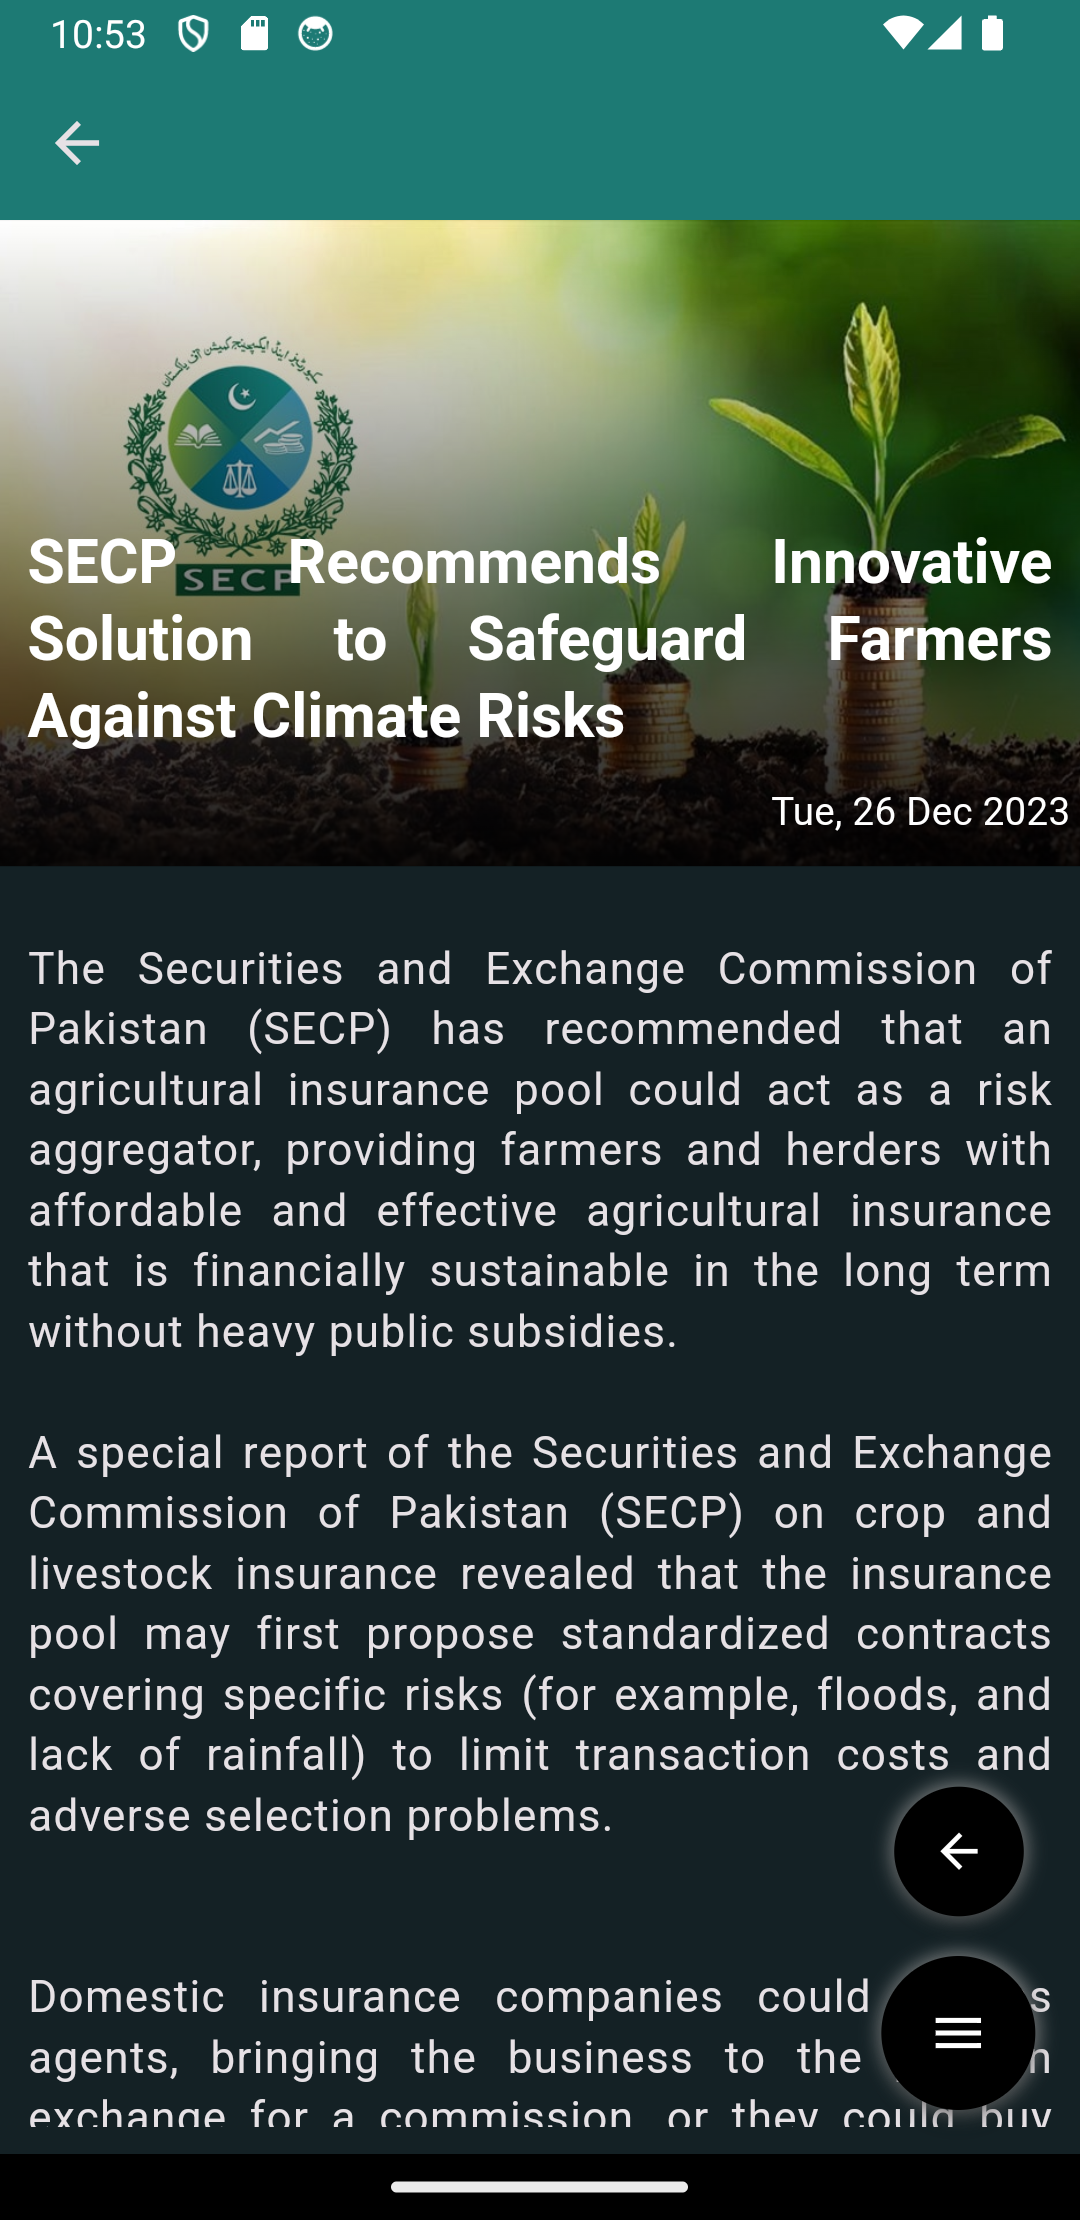 10:53
سکیورٹیز اینڈ ایکسچینج کمیشن آف پاکستان
SECP
SECP Recommends Innovative
Solution to Safeguard Farmers
Against Climate Risks
Tue, 26 Dec 2023
The Securities and Exchange Commission of
Pakistan (SECP) has recommended that an
agricultural insurance pool could act as a risk
aggregator, providing farmers and herders with
affordable and effective agricultural insurance
that is financially sustainable in the long term
without heavy public subsidies.
A special report of the Securities and Exchange
Commission of Pakistan (SECP) on crop and
livestock insurance revealed that the insurance
pool may first propose standardized contracts
covering specific risks (for example, floods, and
lack of rainfall) to limit transaction costs and
adverse selection problems.
Domestic insurance companies could
agents, bringing the business to the
exchange for a commission, or they could buy